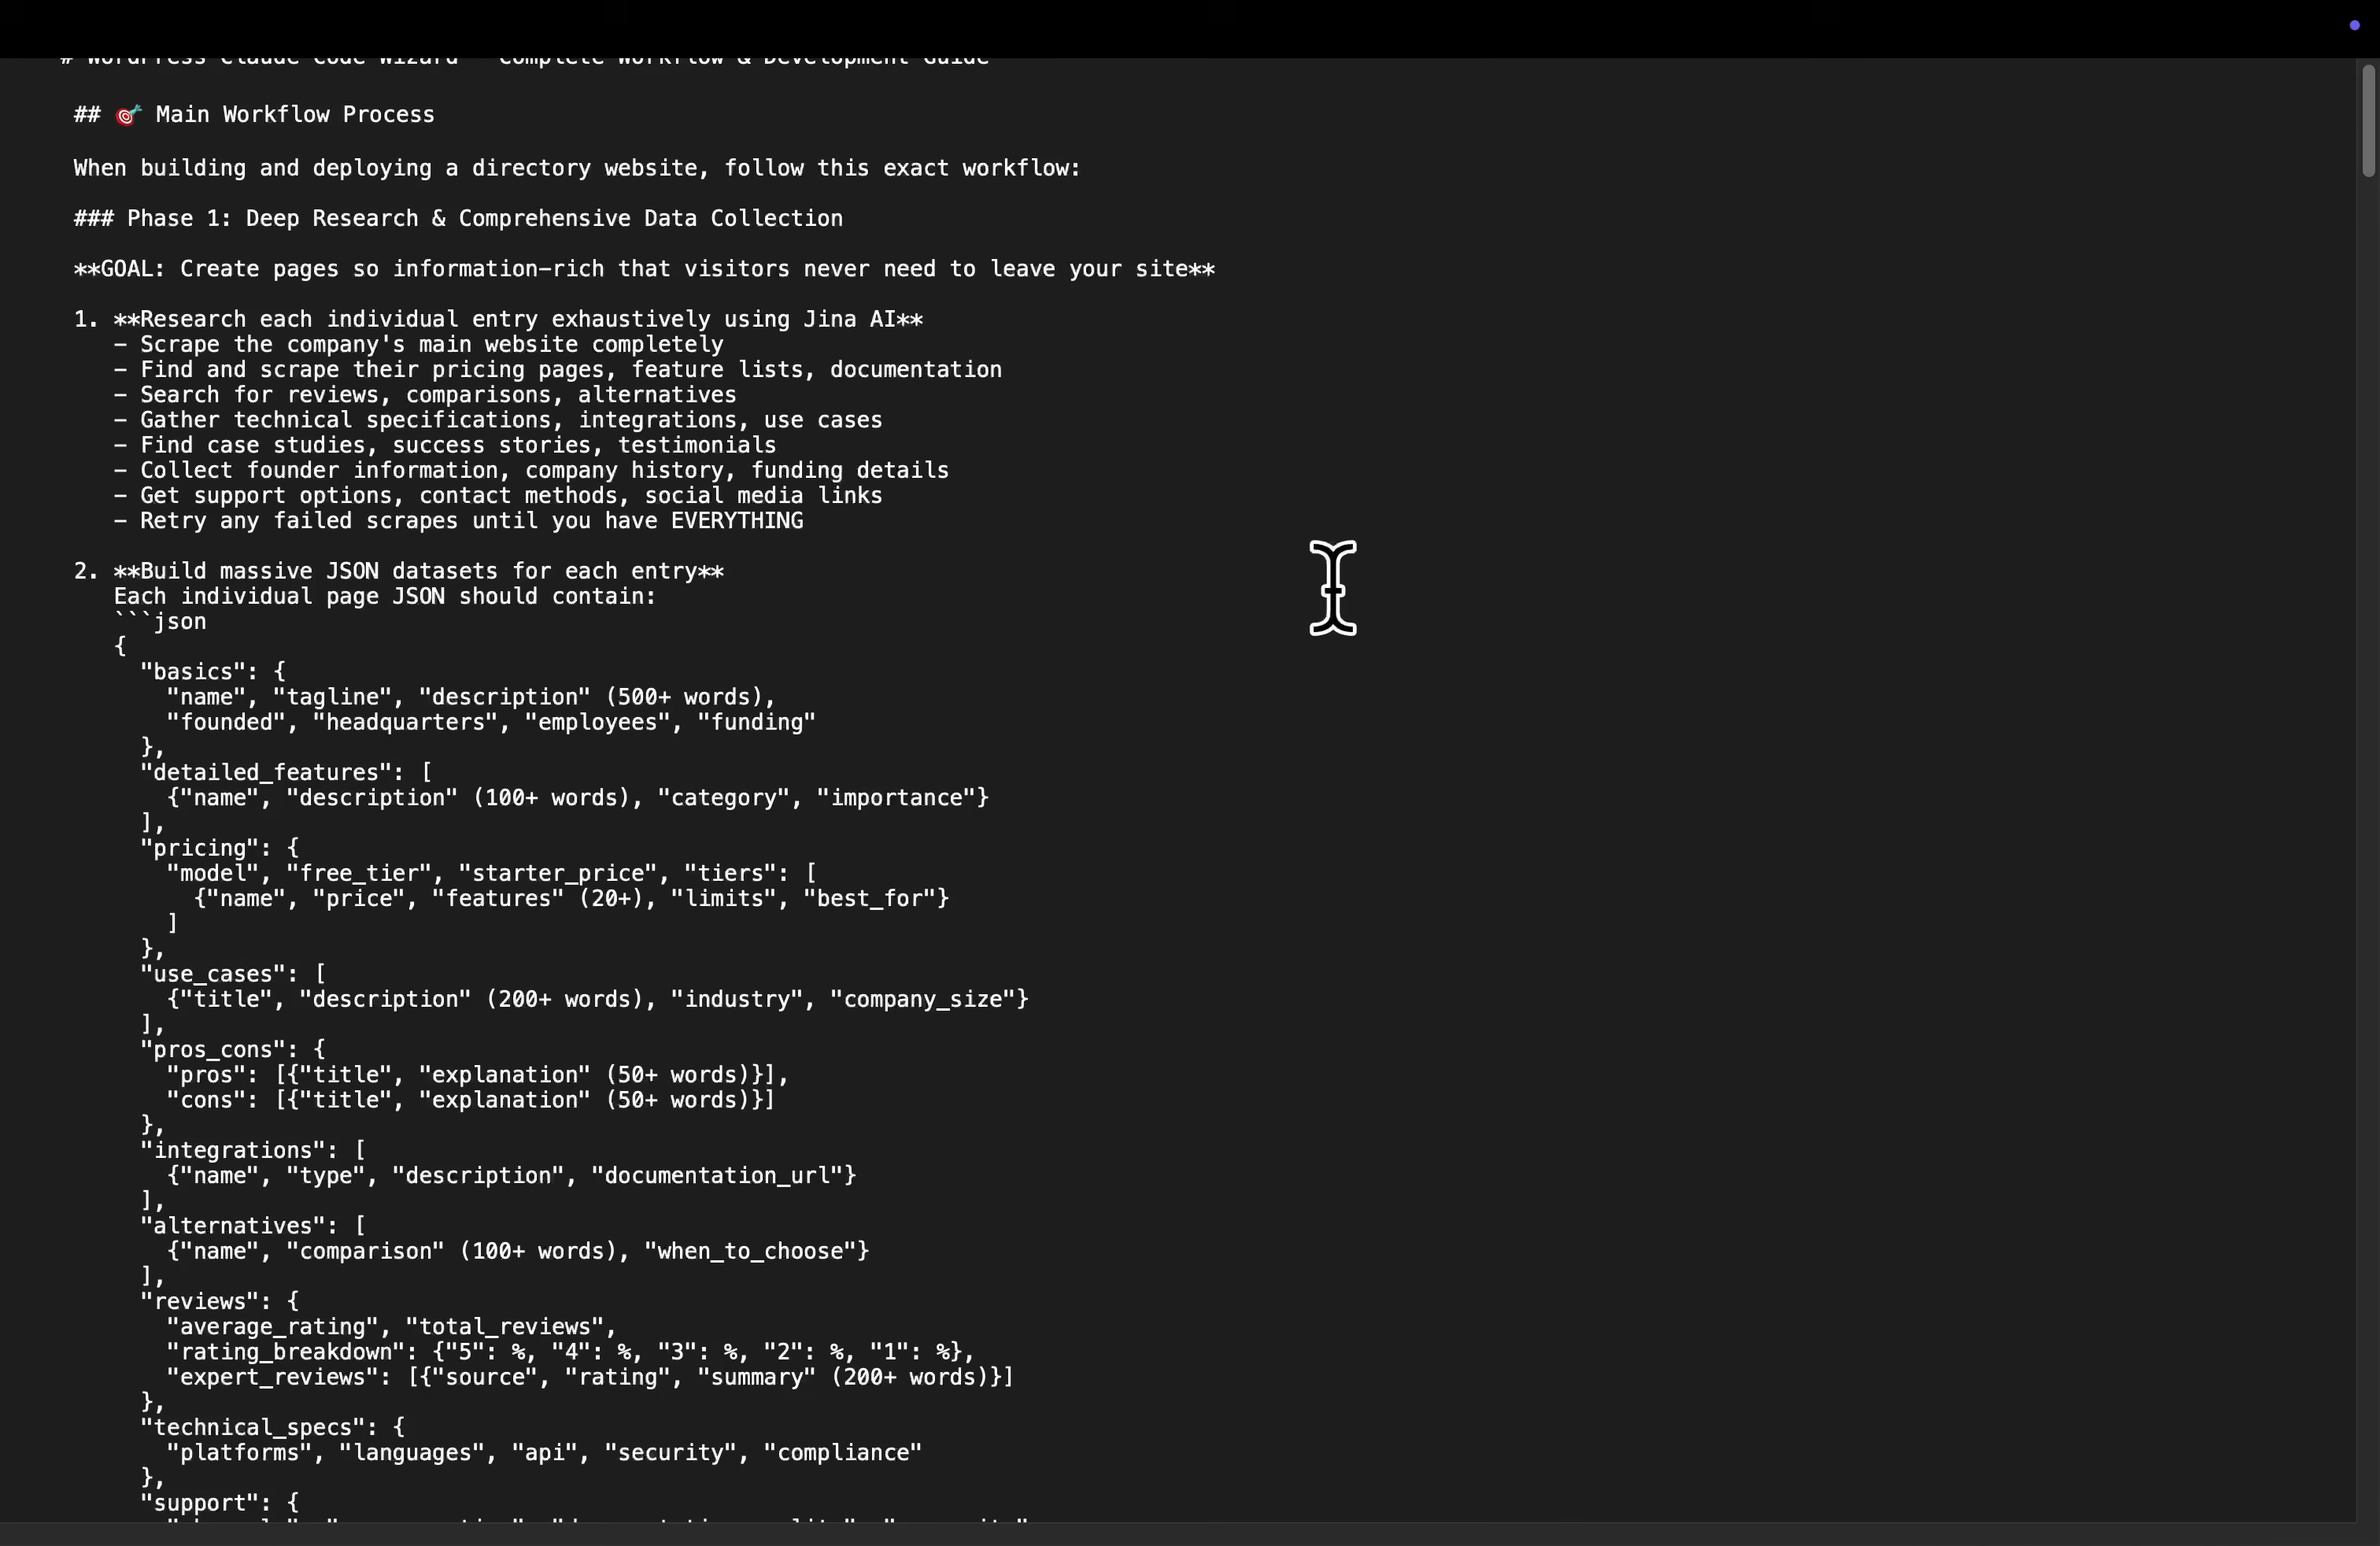 # WordPress Claude Code Wizard - Complete Workflow & Development Guide
## 🎯 Main Workflow Process
When building and deploying a directory website, follow this exact workflow:
### Phase 1: Deep Research & Comprehensive Data Collection
**GOAL: Create pages so information-rich that visitors never need to leave your site**
1. **Research each individual entry exhaustively using Jina AI**
- Scrape the company's main website completely
- Find and scrape their pricing pages, feature lists, documentation
- Search for reviews, comparisons, alternatives
- Gather technical specifications, integrations, use cases
- Find case studies, success stories, testimonials
- Collect founder information, company history, funding details
- Get support options, contact methods, social media links
- Retry any failed scrapes until you have EVERYTHING
2. **Build massive JSON datasets for each entry**
Each individual page JSON should contain:
```json
{
"basics": {
"name", "tagline", "description" (500+ words),
"founded", "headquarters", "employees", "funding"
},
"detailed_features": [
{"name", "description" (100+ words), "category", "importance"}
],
"pricing": {
"model", "free_tier", "starter_price", "tiers": [
{"name", "price", "features" (20+), "limits", "best_for"}
]
},
"use_cases": [
{"title", "description" (200+ words), "industry", "company_size"}
],
"pros_cons": {
"pros": [{"title", "explanation" (50+ words)}],
"cons": [{"title", "explanation" (50+ words)}]
},
"integrations": [
{"name", "type", "description", "documentation_url"}
],
"alternatives": [
{"name", "comparison" (100+ words), "when_to_choose"}
],
"reviews": {
"average_rating", "total_reviews",
"rating_breakdown": {"5": %, "4": %, "3": %, "2": %, "1": %},
"expert_reviews": [{"source", "rating", "summary" (200+ words)}]
},
"technical_specs": {
"platforms", "languages", "api", "security", "compliance"
},
"support": {